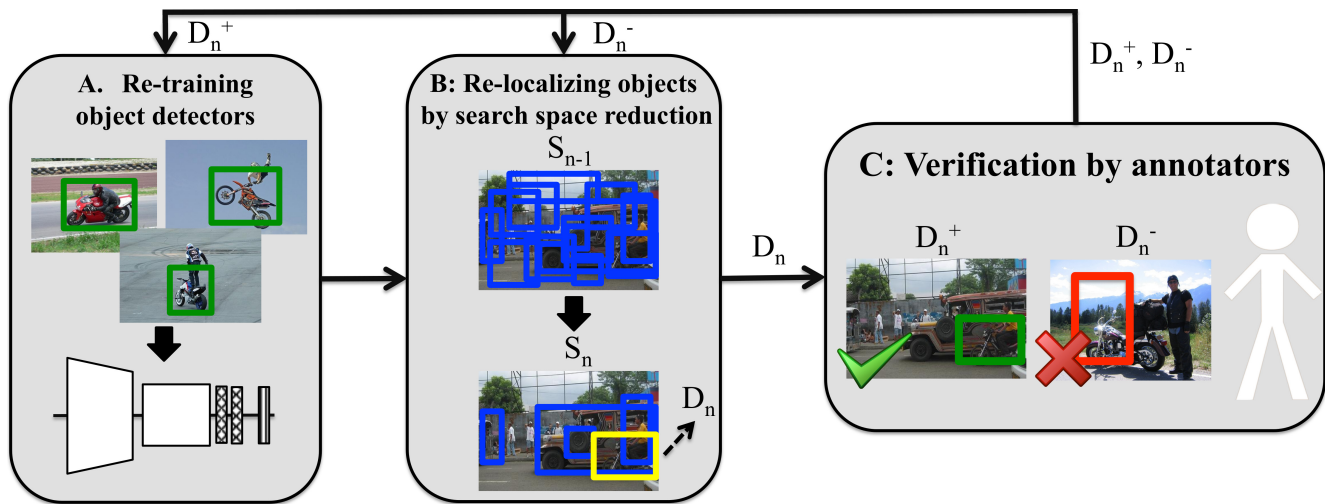 Dₙ⁺
Dₙ⁻
Dₙ⁺, Dₙ⁻
A. Re-training
object detectors
B: Re-localizing objects
by search space reduction
Sₙ₋₁
Sₙ
Dₙ
Dₙ
C: Verification by annotators
Dₙ⁺
Dₙ⁻